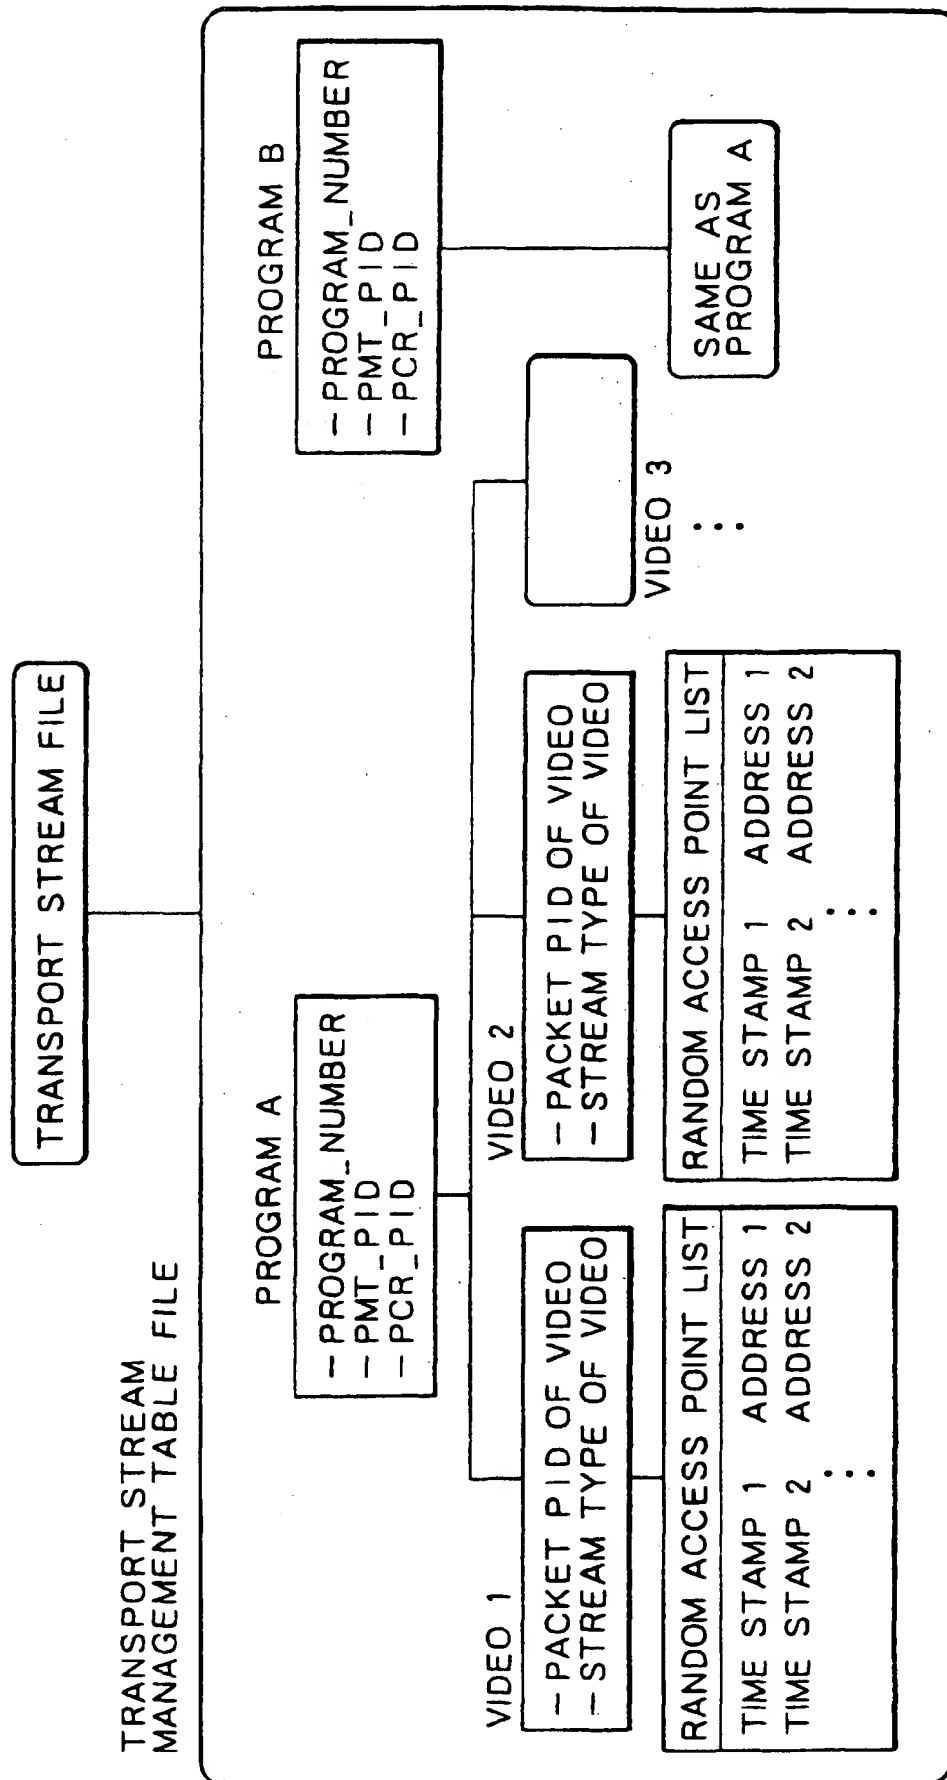 TRANSPORT STREAM FILE
TRANSPORT STREAM
MANAGEMENT TABLE FILE
PROGRAM A
-PROGRAM_NUMBER
-PMT_PID
-PCR_PID
VIDEO 1
-PACKET PID OF VIDEO
-STREAM TYPE OF VIDEO
RANDOM ACCESS POINT LIST
TIME STAMP 1 ADDRESS 1
TIME STAMP 2 ADDRESS 2
...
VIDEO 2
-PACKET PID OF VIDEO
-STREAM TYPE OF VIDEO
RANDOM ACCESS POINT LIST
TIME STAMP 1 ADDRESS 1
TIME STAMP 2 ADDRESS 2
...
VIDEO 3
...
PROGRAM B
-PROGRAM_NUMBER
-PMT_PID
-PCR_PID
SAME AS
PROGRAM A